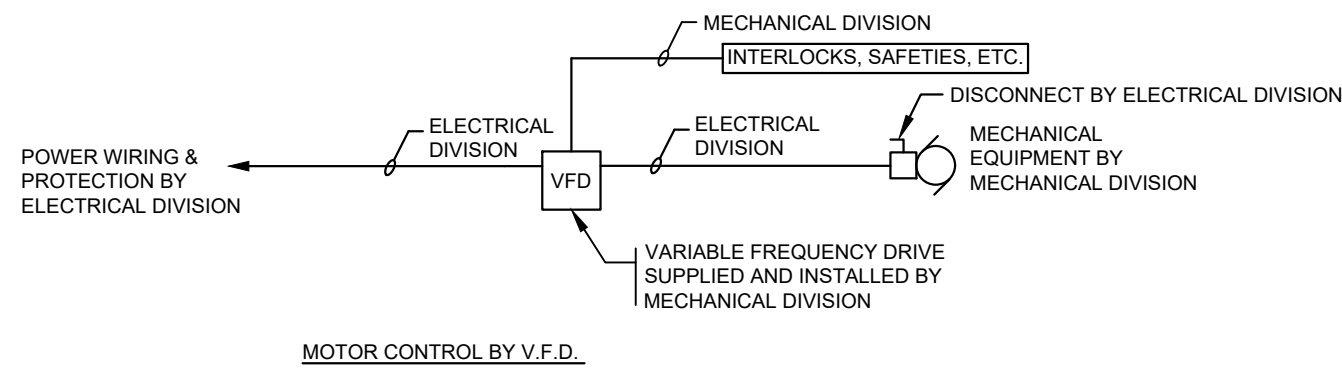 MECHANICAL DIVISION
INTERLOCKS, SAFETIES, ETC.
DISCONNECT BY ELECTRICAL DIVISION
POWER WIRING &
PROTECTION BY
ELECTRICAL DIVISION
ELECTRICAL
DIVISION
VFD
ELECTRICAL
DIVISION
MECHANICAL
EQUIPMENT BY
MECHANICAL DIVISION
VARIABLE FREQUENCY DRIVE
SUPPLIED AND INSTALLED BY
MECHANICAL DIVISION
MOTOR CONTROL BY V.F.D.